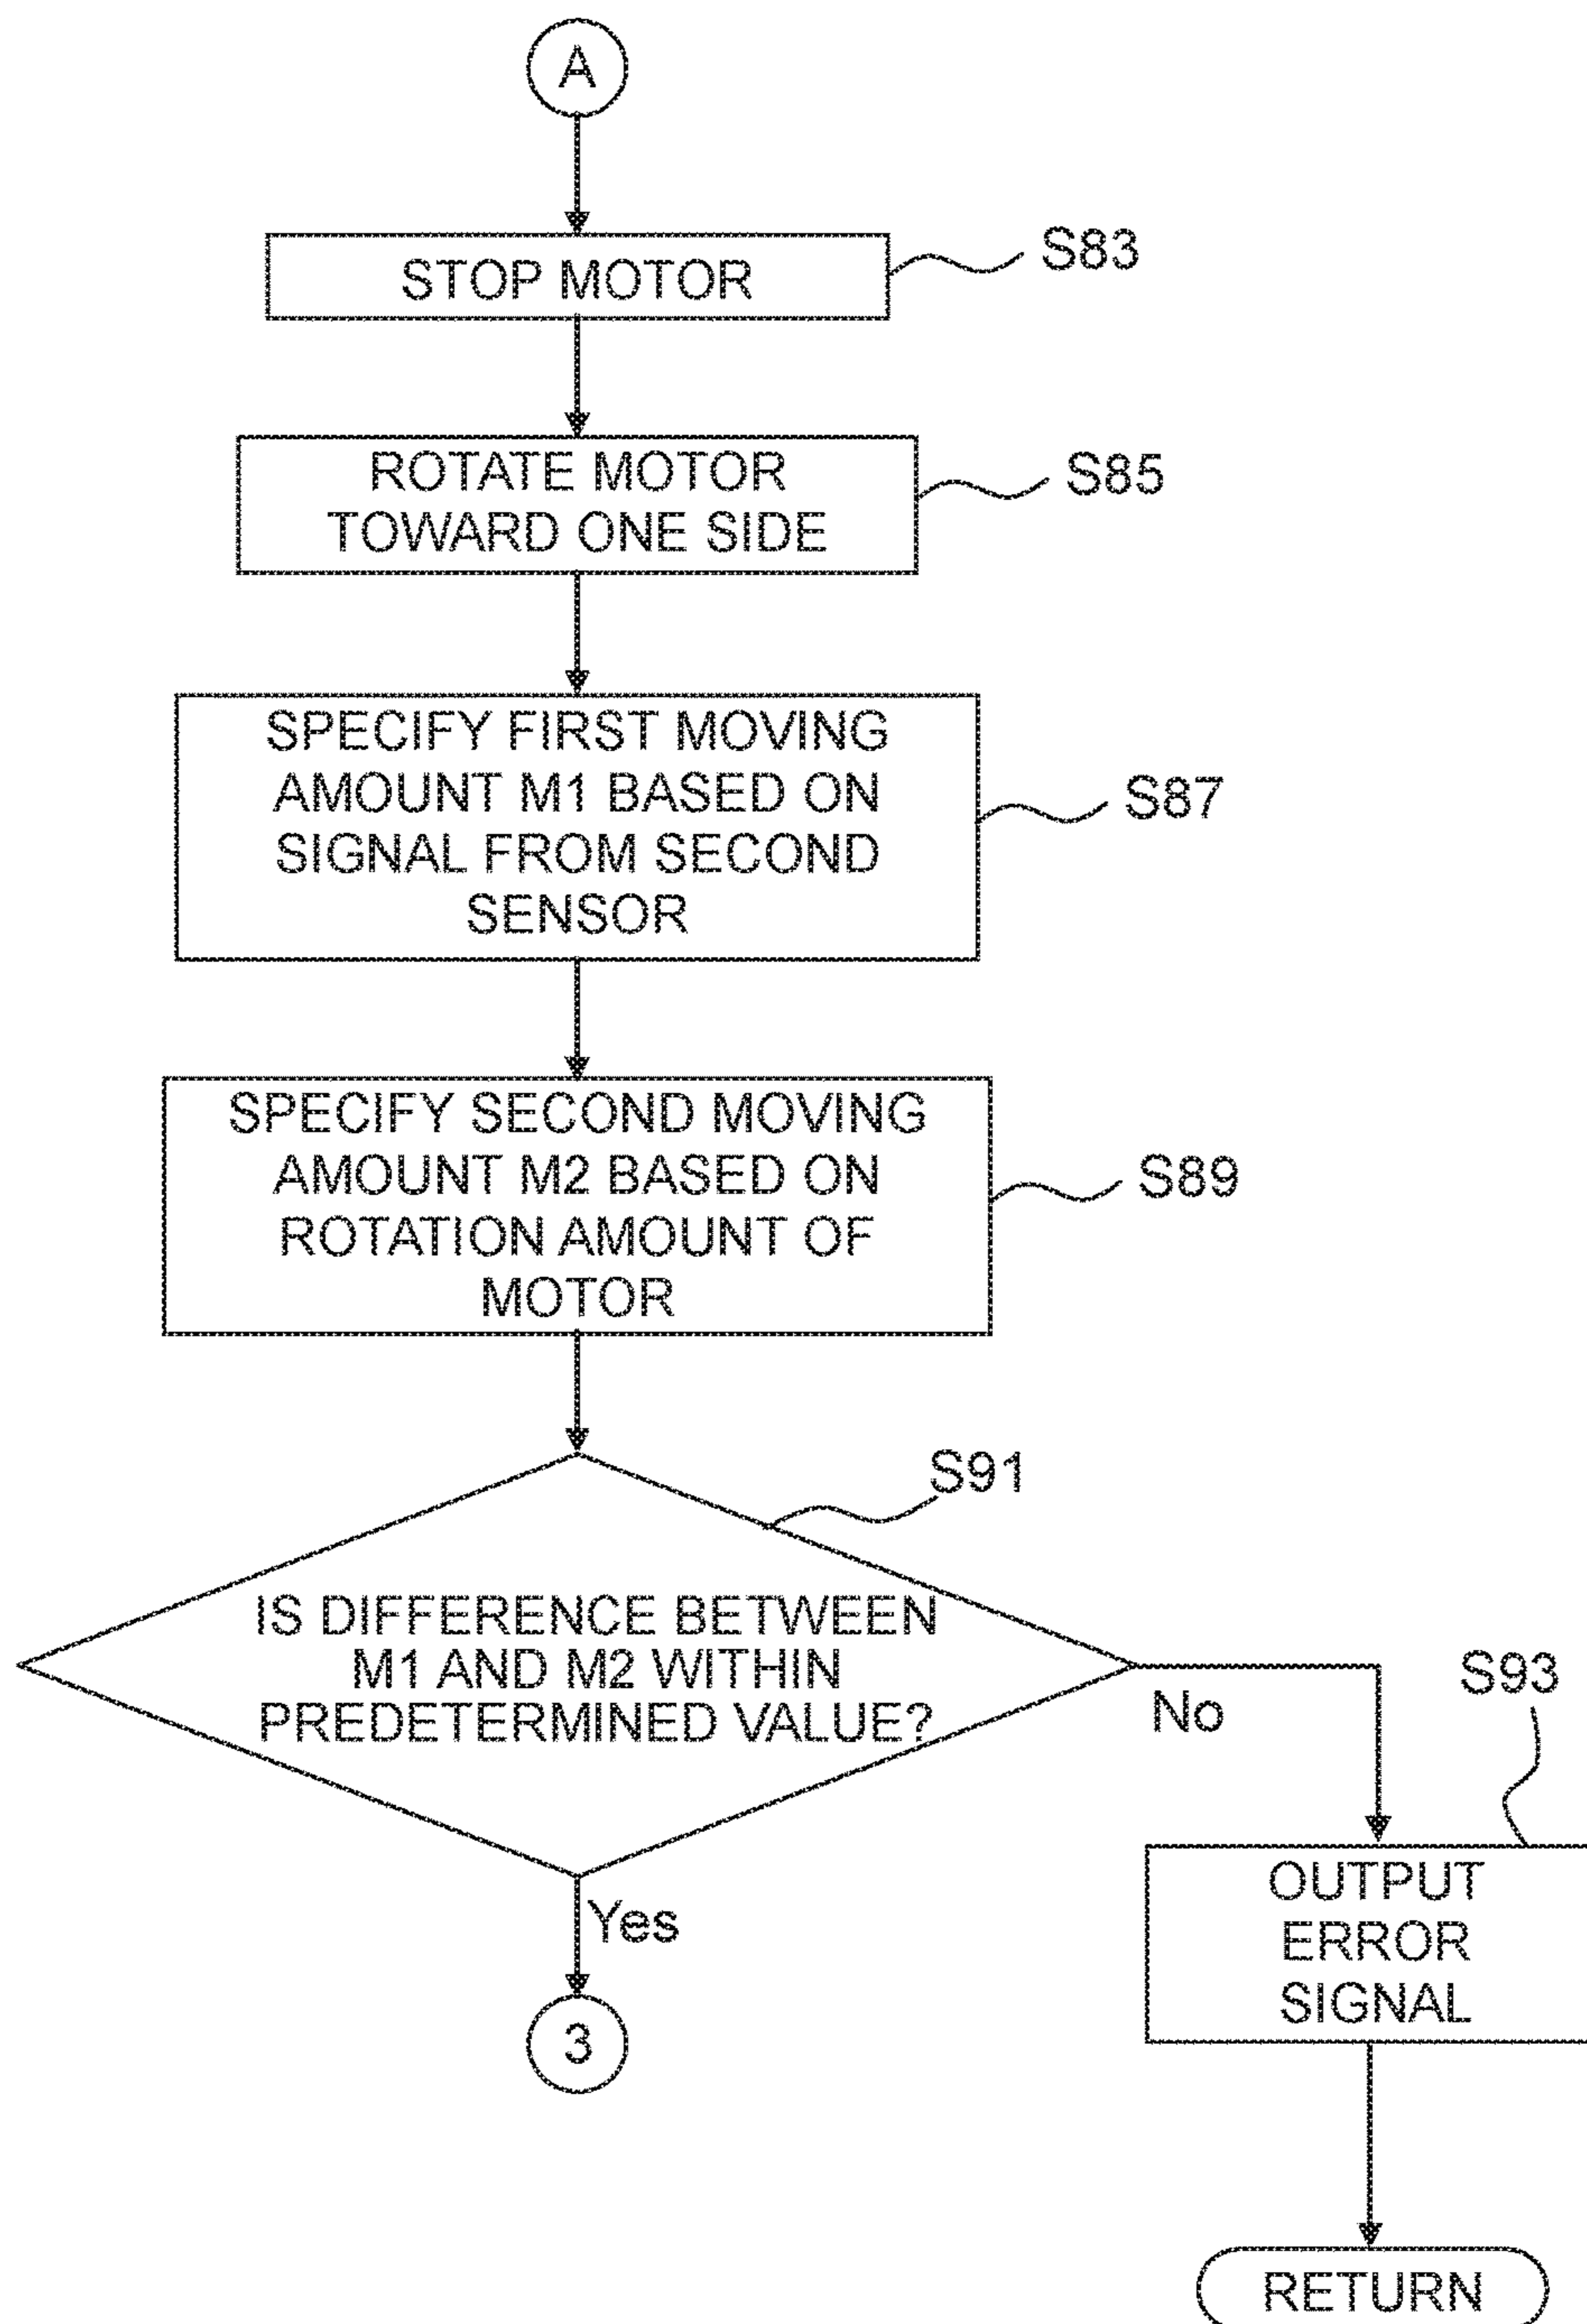 A
STOP MOTOR
S83
ROTATE MOTOR
TOWARD ONE SIDE
S85
SPECIFY FIRST MOVING
AMOUNT M1 BASED ON
SIGNAL FROM SECOND
SENSOR
S87
SPECIFY SECOND MOVING
AMOUNT M2 BASED ON
ROTATION AMOUNT OF
MOTOR
S89
S91
IS DIFFERENCE BETWEEN
M1 AND M2 WITHIN
PREDETERMINED VALUE?
No
S93
Yes
OUTPUT
ERROR
SIGNAL
3
RETURN